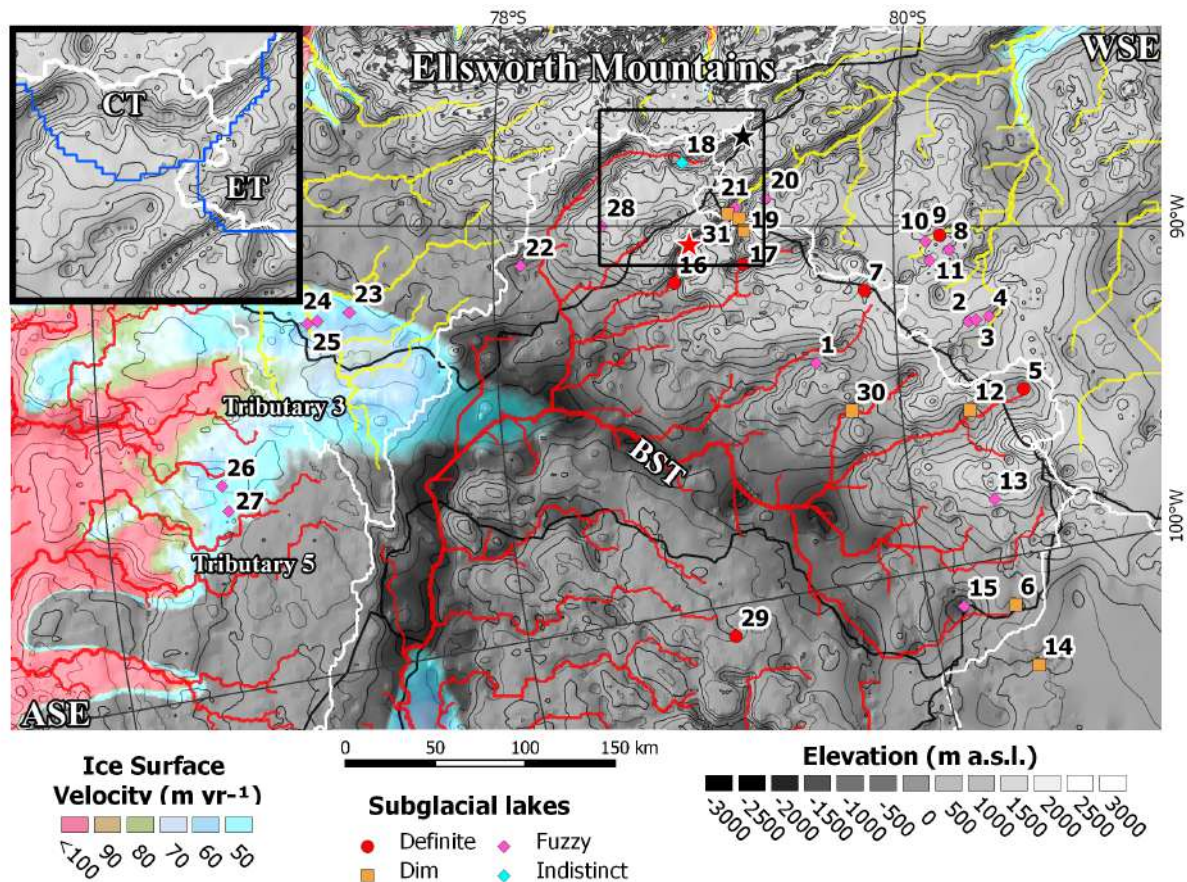 78°S
80°S
Ellsworth Mountains
WSE
CT
ET
18
21
20
10
9
8
90°W
28
19
31
22
16
17
11
7
24
23
2
4
25
3
1
5
Tributary 3
30
12
BST
26
13
27
100°W
Tributary 5
15
6
29
14
ASE
0 50 100 150 km
Ice Surface
Velocity (m yr-1)
<100
90
80
70
60
50
Subglacial lakes
Definite
Fuzzy
Dim
Indistinct
Elevation (m a.s.l.)
-3000
-2500
-2000
-1500
-1000
-500
0
500
1000
1500
2000
2500
3000